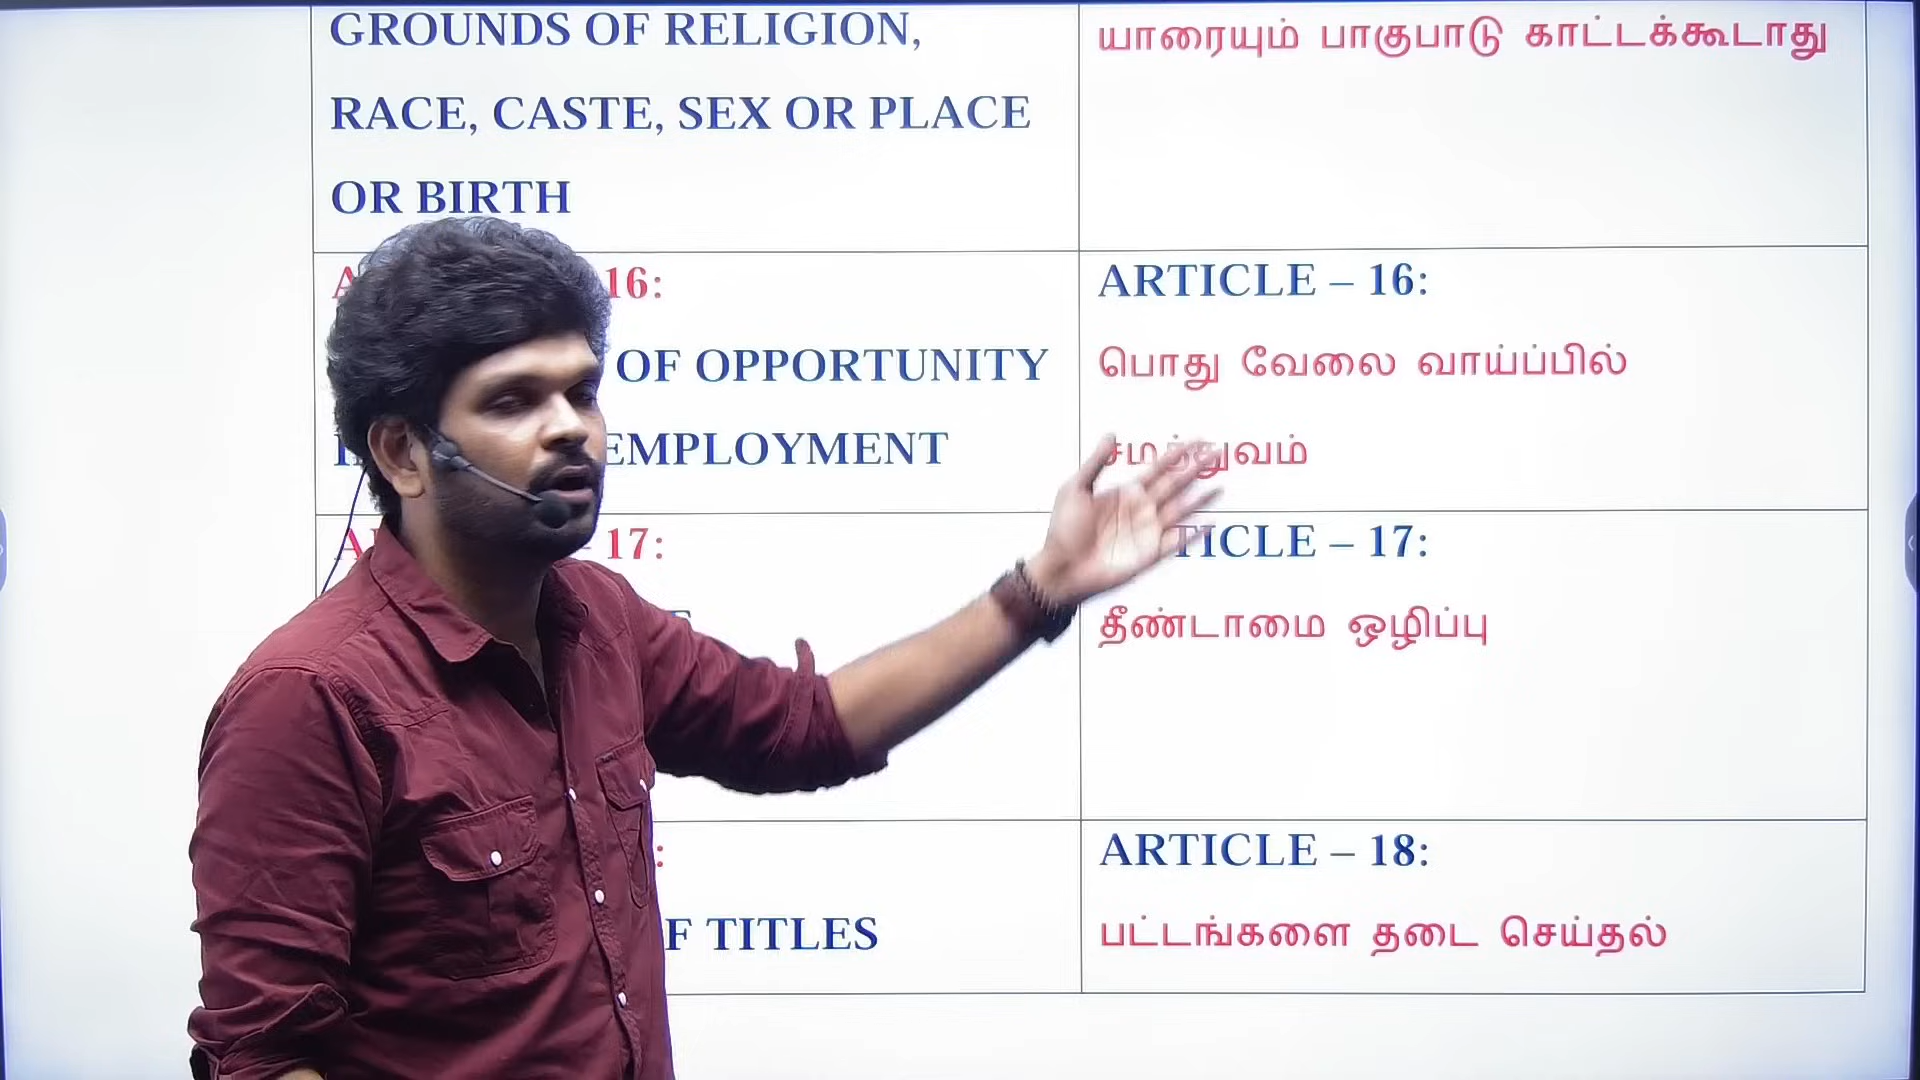 GROUNDS OF RELIGION,
RACE, CASTE, SEX OR PLACE
OR BIRTH
யாரையும் பாகுபாடு காட்டக்கூடாது
16:
OF OPPORTUNITY
EMPLOYMENT
ARTICLE – 16:
பொது வேலை வாய்ப்பில்
சமத்துவம்
– 17:
ARTICLE – 17:
தீண்டாமை ஒழிப்பு
:
F TITLES
ARTICLE – 18:
பட்டங்களை தடை செய்தல்